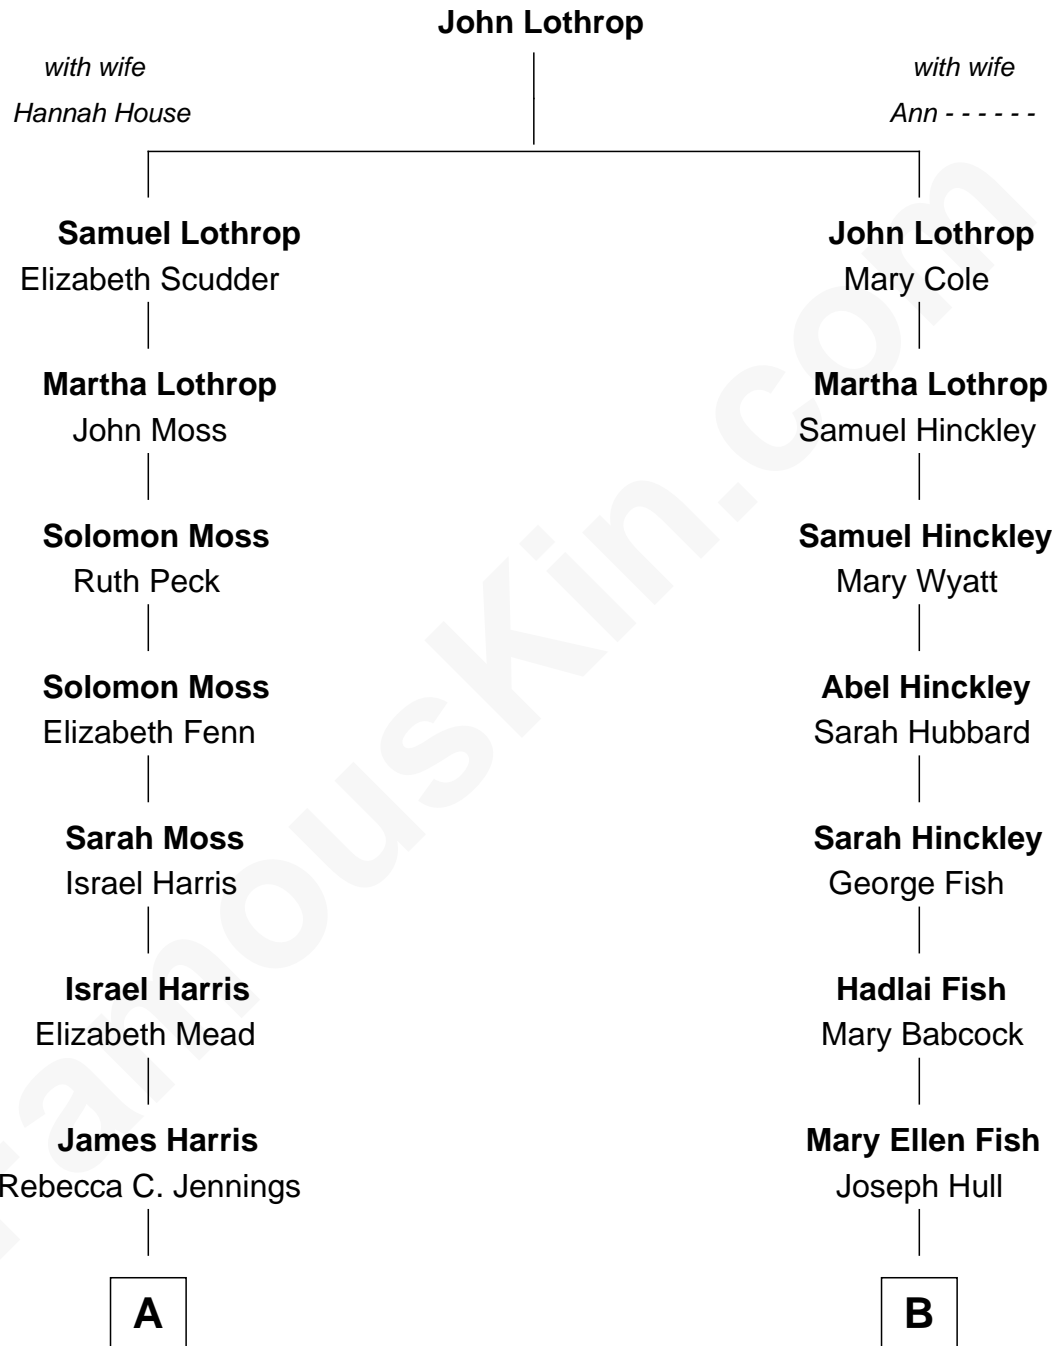 John Lothrop
with wife
Hannah House
with wife
Ann - - - - - -
Samuel Lothrop
Elizabeth Scudder
John Lothrop
Mary Cole
Martha Lothrop
John Moss
Martha Lothrop
Samuel Hinckley
Solomon Moss
Ruth Peck
Samuel Hinckley
Mary Wyatt
Solomon Moss
Elizabeth Fenn
Abel Hinckley
Sarah Hubbard
Sarah Moss
Israel Harris
Sarah Hinckley
George Fish
Israel Harris
Elizabeth Mead
Hadlai Fish
Mary Babcock
James Harris
Rebecca C. Jennings
Mary Ellen Fish
Joseph Hull
A
B
FamousKin.com